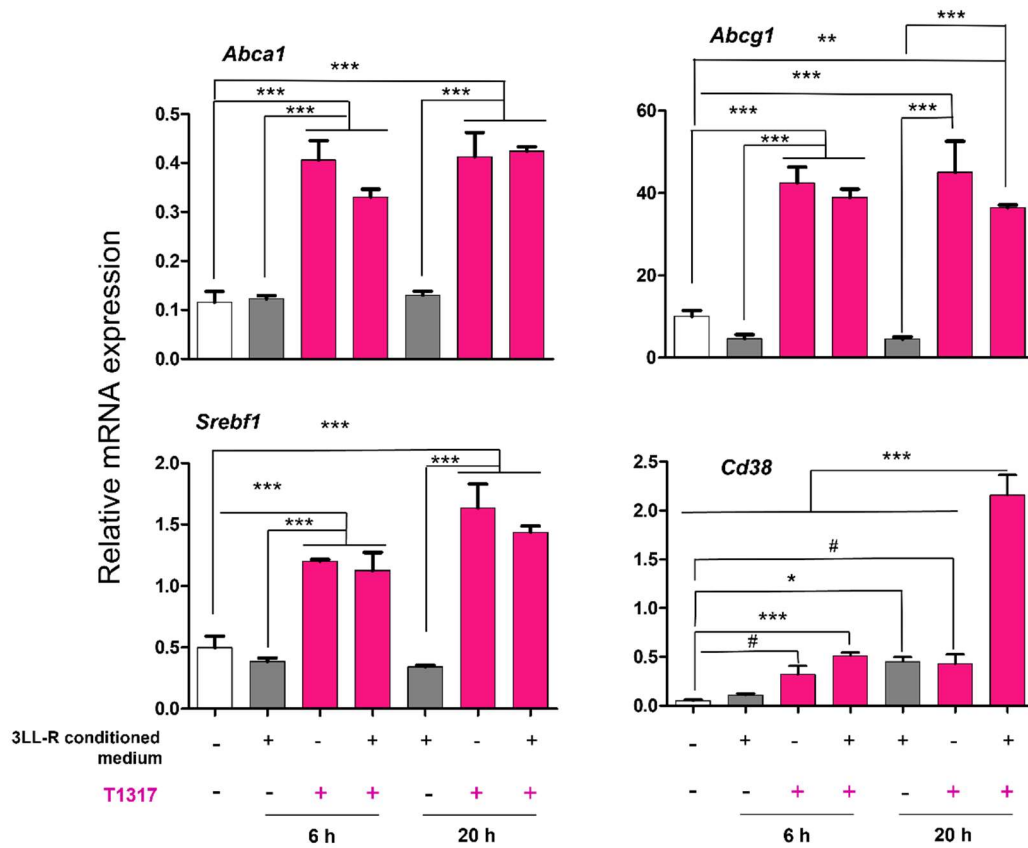 Relative mRNA expression
Abca1
***
***
***
***
0.5
0.4
0.3
0.2
0.1
0.0
Abcg1
***
**
***
***
***
***
60
40
20
0
Srebf1
***
***
***
***
2.0
1.5
1.0
0.5
0.0
Cd38
***
#
*
***
#
2.5
2.0
1.5
1.0
0.5
0.0
3LL-R conditioned
medium
- + - + + - +
- + - + + - +
T1317
- - + + - + +
- - + + - + +
6 h 20 h
6 h 20 h